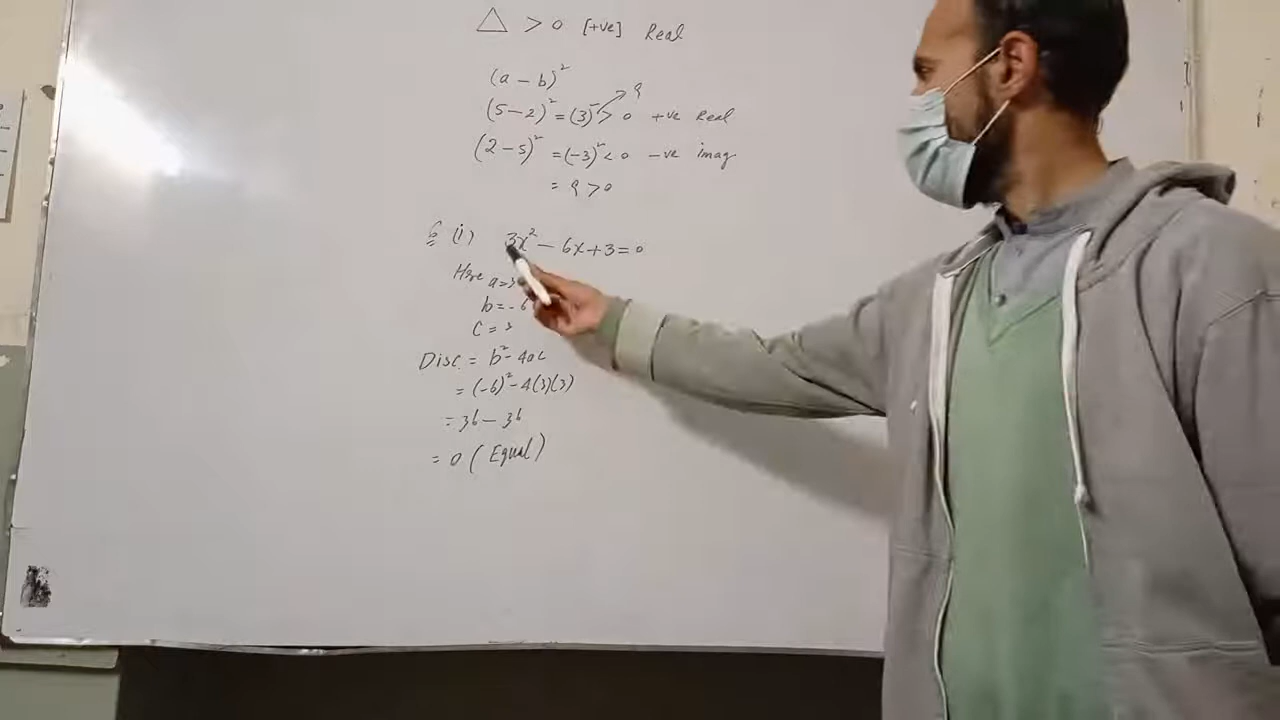 △ > 0 [+ve] Real
(a - b)²
(5-2)² = (3)² > 0 +ve Real
9
(2-5)² = (-3)² < 0 -ve imag
= 9 > 0
6 (i) 3x² - 6x + 3 = 0
Here a=3
b = -6
C = 3
Disc = b² - 4ac
= (-6)² - 4(3)(3)
= 36 - 36
= 0 (Equal)